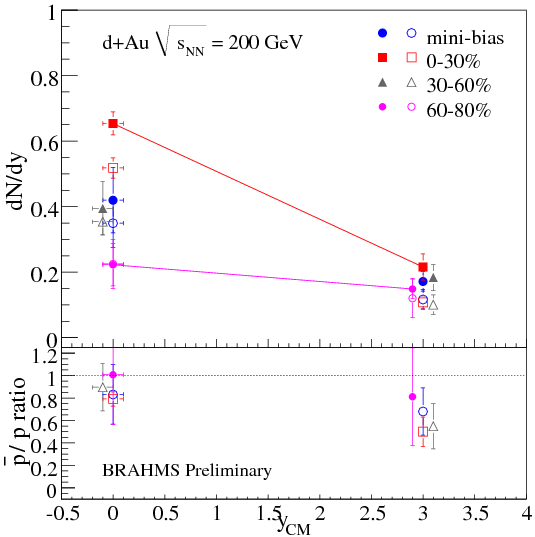 d+Au √s_NN = 200 GeV
mini-bias
0-30%
30-60%
60-80%
dN/dy
1
0.8
0.6
0.4
0.2
0
p̄ / p ratio
1.2
1
0.8
0.6
0.4
0.2
0
BRAHMS Preliminary
-0.5 0 0.5 1 1.5 2 2.5 3 3.5 4
y_CM